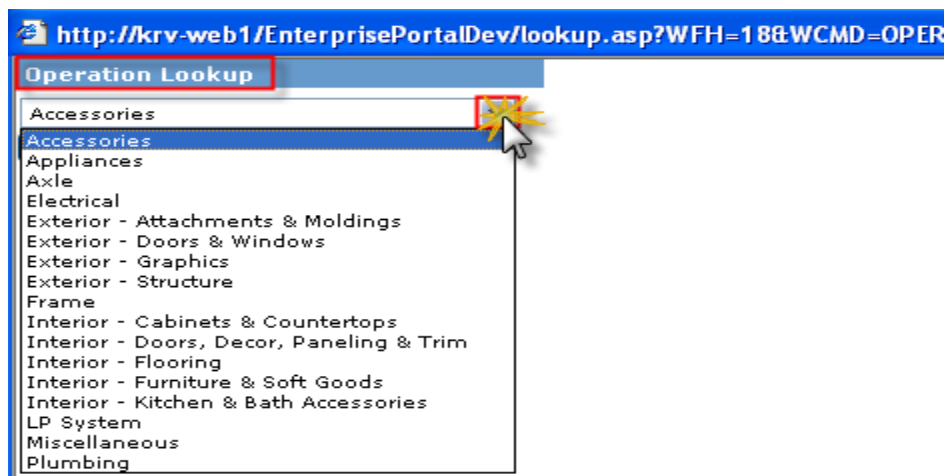 http://krv-web1/EnterprisePortalDev/lookup.asp?WFH=18&WCMD=OPER
Operation Lookup
Accessories
Accessories
Appliances
Axle
Electrical
Exterior - Attachments & Moldings
Exterior - Doors & Windows
Exterior - Graphics
Exterior - Structure
Frame
Interior - Cabinets & Countertops
Interior - Doors, Decor, Paneling & Trim
Interior - Flooring
Interior - Furniture & Soft Goods
Interior - Kitchen & Bath Accessories
LP System
Miscellaneous
Plumbing